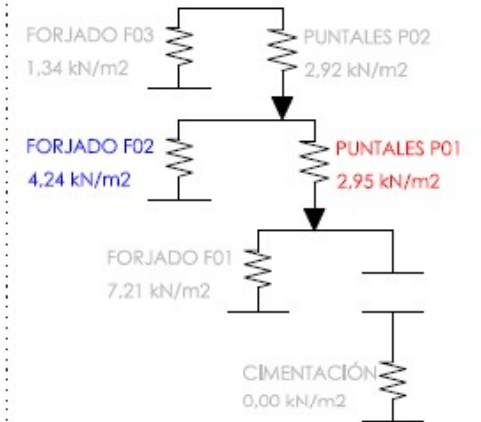 FORJADO F03
1,34 kN/m2
PUNTALES P02
2,92 kN/m2
FORJADO F02
4,24 kN/m2
PUNTALES P01
2,95 kN/m2
FORJADO F01
7,21 kN/m2
CIMENTACIÓN
0,00 kN/m2